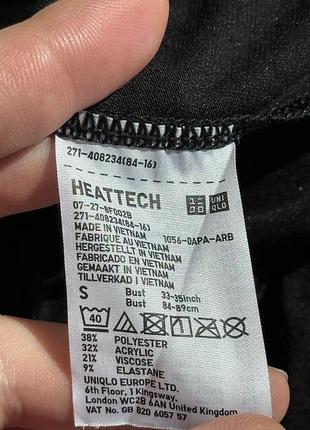 271-408234(84-16)
HEATTECH UNI QLO
07-27-8F002B
271-408234(84-16)
MADE IN VIETNAM 1056-0APA-ARB
FABRIQUÉ AU VIETNAM
HERGESTELLT IN VIETNAM
FABRICADO EN VIETNAM
GEMAAKT IN VIETNAM
TILLVERKAD I VIETNAM
S Bust 33-35inch
Bust 84-89cm
40
38% POLYESTER
32% ACRYLIC
21% VISCOSE
9% ELASTANE
UNIQLO EUROPE LTD.
6th Floor, 1 Kingsway,
London WC2B 6AN United Kingdom
VAT No. GB 820 6057 57